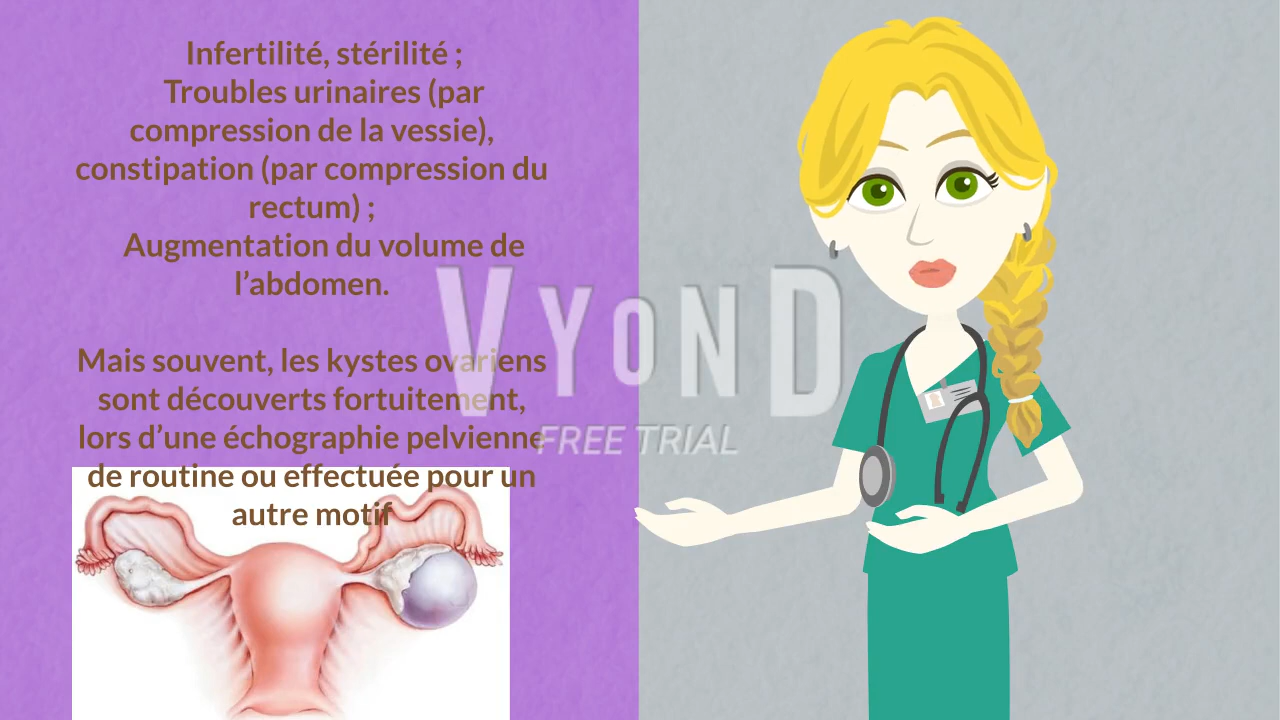 Infertilité, stérilité ;
Troubles urinaires (par
compression de la vessie),
constipation (par compression du
rectum) ;
Augmentation du volume de
l’abdomen.
Mais souvent, les kystes ovariens
sont découverts fortuitement,
lors d’une échographie pelvienne
de routine ou effectuée pour un
autre motif
VYOND
FREE TRIAL